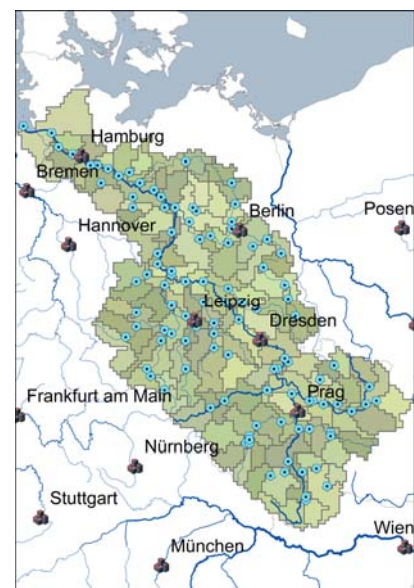 Hamburg
Bremen
Hannover
Berlin
Posen
Leipzig
Dresden
Frankfurt am Main
Prag
Nürnberg
Stuttgart
Wien
München